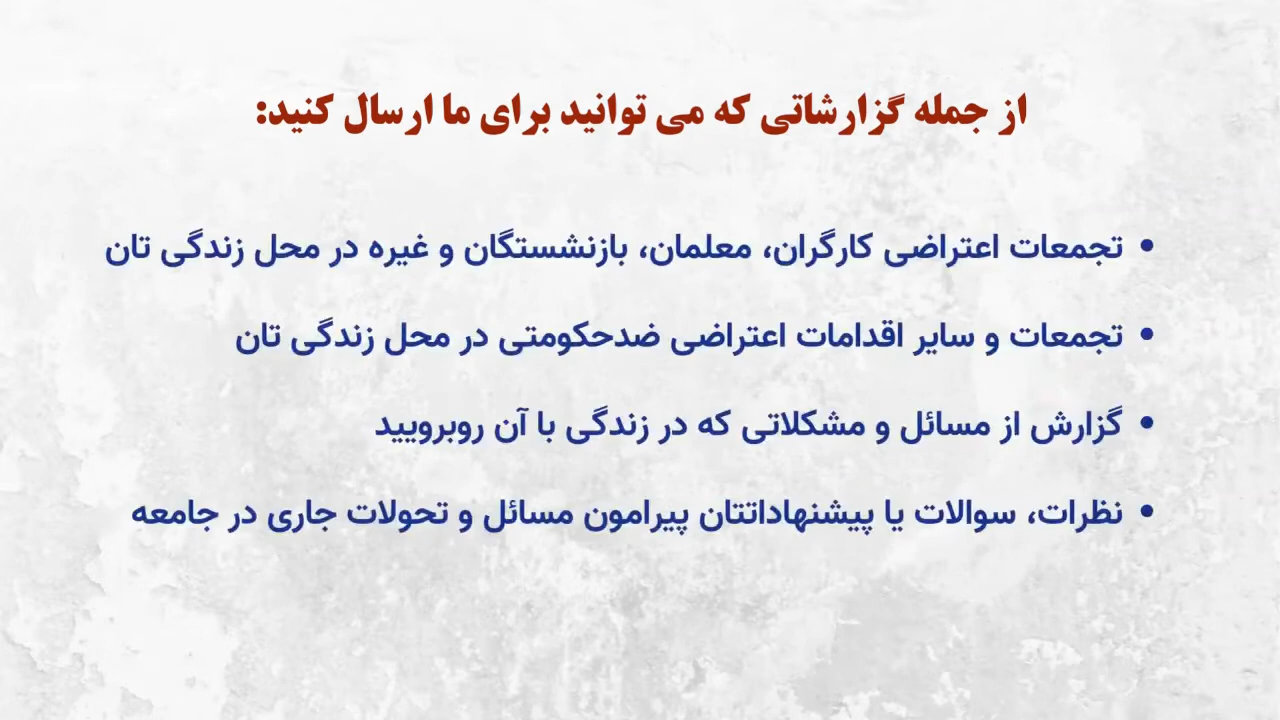 از جمله گزارشاتی که می توانید برای ما ارسال کنید:
• تجمعات اعتراضی کارگران، معلمان، بازنشستگان و غیره در محل زندگی تان
• تجمعات و سایر اقدامات اعتراضی ضدحکومتی در محل زندگی تان
• گزارش از مسائل و مشکلاتی که در زندگی با آن روبرویید
• نظرات، سوالات یا پیشنهاداتتان پیرامون مسائل و تحولات جاری در جامعه